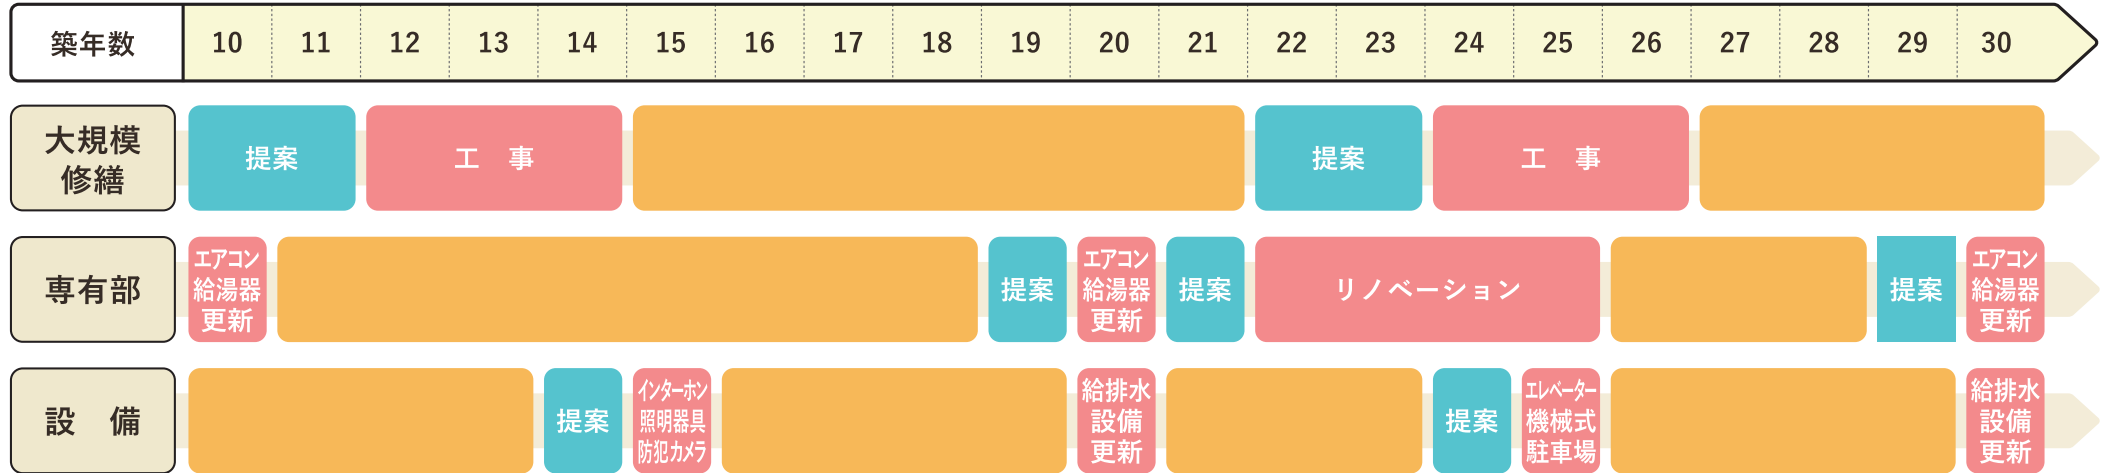 築年数 10 11 12 13 14 15 16 17 18 19 20 21 22 23 24 25 26 27 28 29 30
大規模
修繕
提案 工　事 提案 工　事
専有部
エアコン
給湯器
更新
提案
エアコン
給湯器
更新
提案
リノベーション
提案
エアコン
給湯器
更新
設　備
提案
インターホン
照明器具
防犯カメラ
給排水
設備
更新
提案
エレベーター
機械式
駐車場
給排水
設備
更新